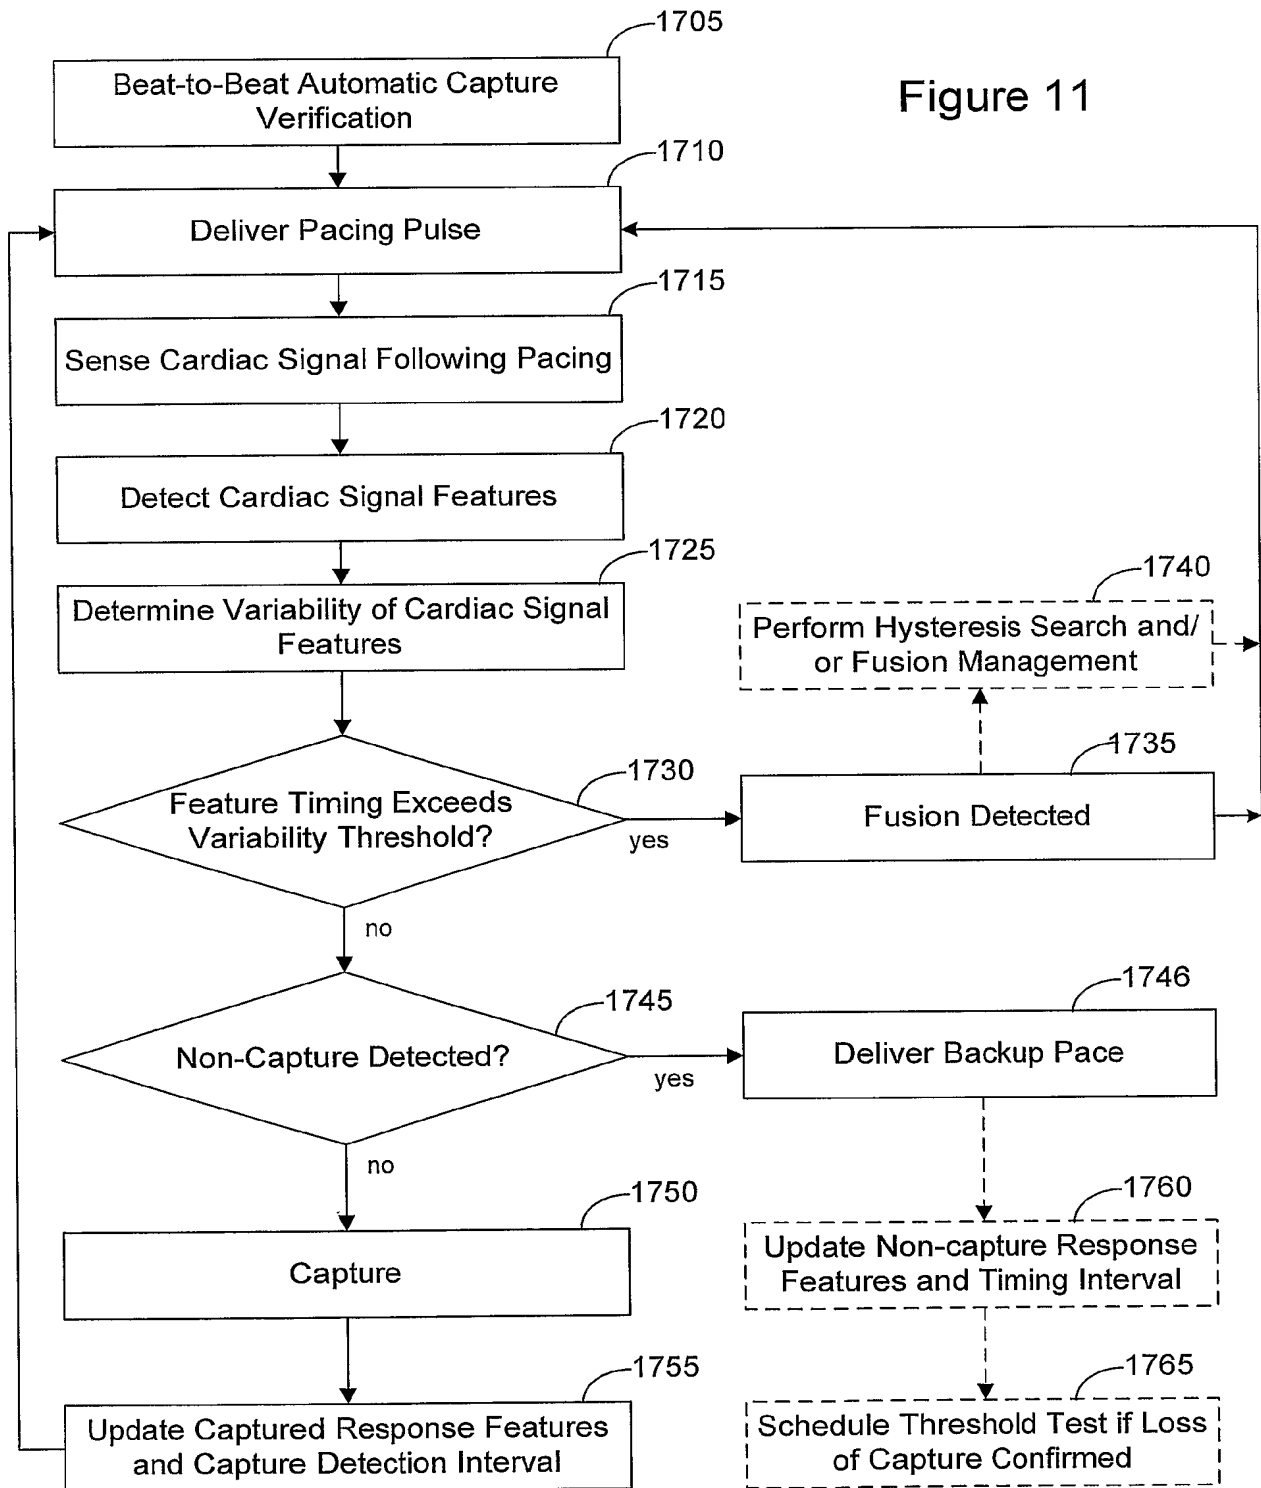 1705
Beat-to-Beat Automatic Capture
Verification
Figure 11
1710
Deliver Pacing Pulse
1715
Sense Cardiac Signal Following Pacing
1720
Detect Cardiac Signal Features
1725
Determine Variability of Cardiac Signal
Features
1740
Perform Hysteresis Search and/
or Fusion Management
1730
Feature Timing Exceeds
Variability Threshold?
yes
1735
Fusion Detected
no
1745
Non-Capture Detected?
yes
1746
Deliver Backup Pace
no
1750
Capture
1760
Update Non-capture Response
Features and Timing Interval
1755
Update Captured Response Features
and Capture Detection Interval
1765
Schedule Threshold Test if Loss
of Capture Confirmed